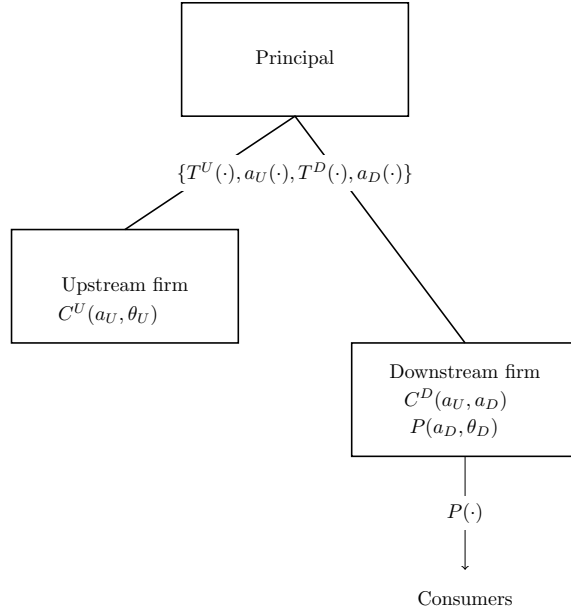 Principal
{T^U(·), a_U(·), T^D(·), a_D(·)}
Upstream firm
C^U(a_U, θ_U)
Downstream firm
C^D(a_U, a_D)
P(a_D, θ_D)
P(·)
Consumers